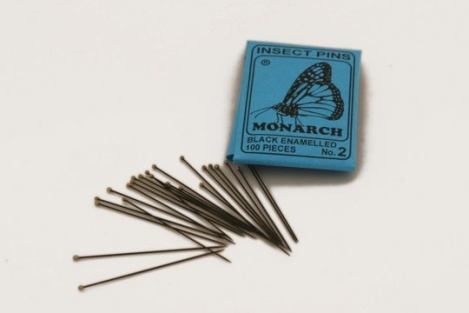 INSECT PINS
®
MONARCH
BLACK ENAMELLED
100 PIECES No. 2